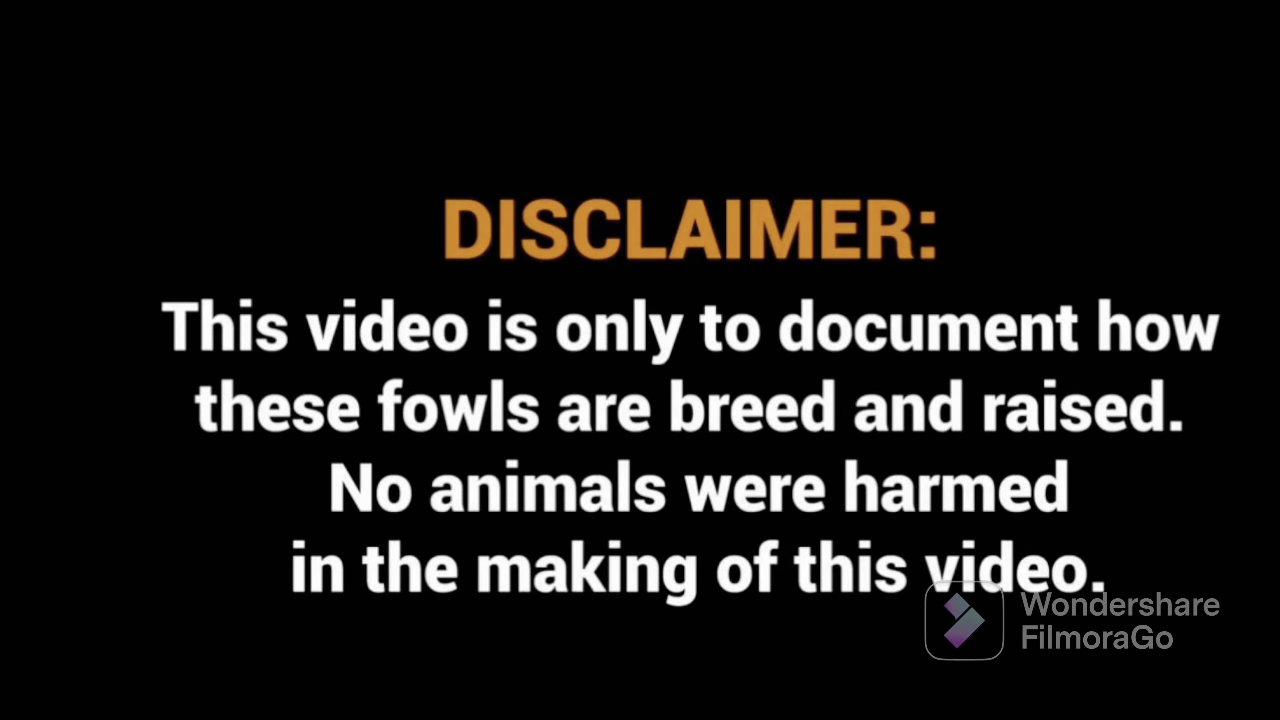 DISCLAIMER:
This video is only to document how
these fowls are breed and raised.
No animals were harmed
in the making of this video.
Wondershare
FilmoraGo